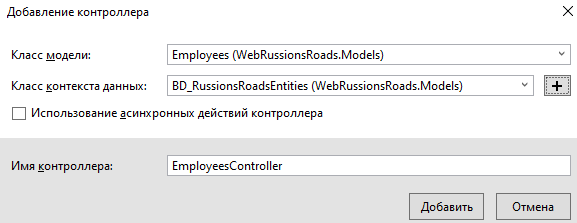 Добавление контроллера
Класс модели: Employees (WebRussionsRoads.Models)
Класс контекста данных: BD_RussionsRoadsEntities (WebRussionsRoads.Models) +
Использование асинхронных действий контроллера
Имя контроллера: EmployeesController
Добавить Отмена